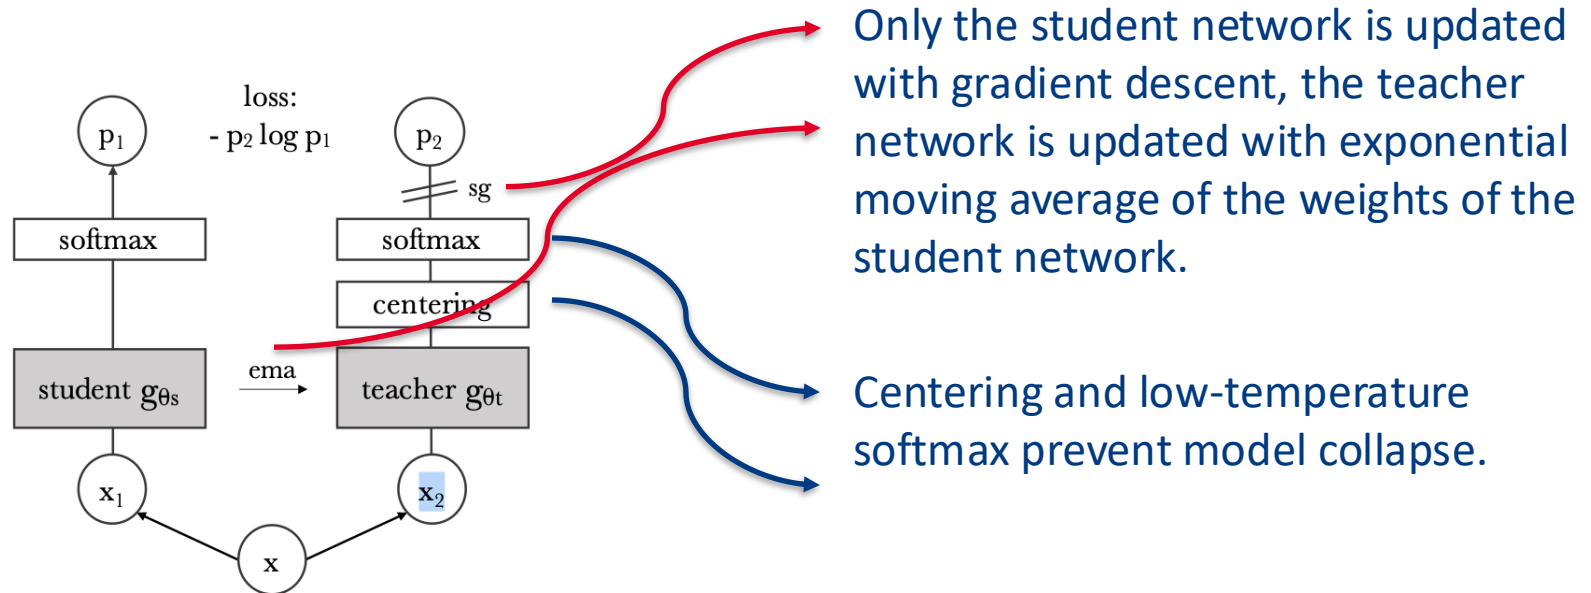 Only the student network is updated
with gradient descent, the teacher
network is updated with exponential
moving average of the weights of the
student network.
Centering and low-temperature
softmax prevent model collapse.
loss:
- p₂ log p₁
p₁
p₂
sg
softmax
softmax
centering
student gθs
ema
teacher gθt
x₁
x₂
x